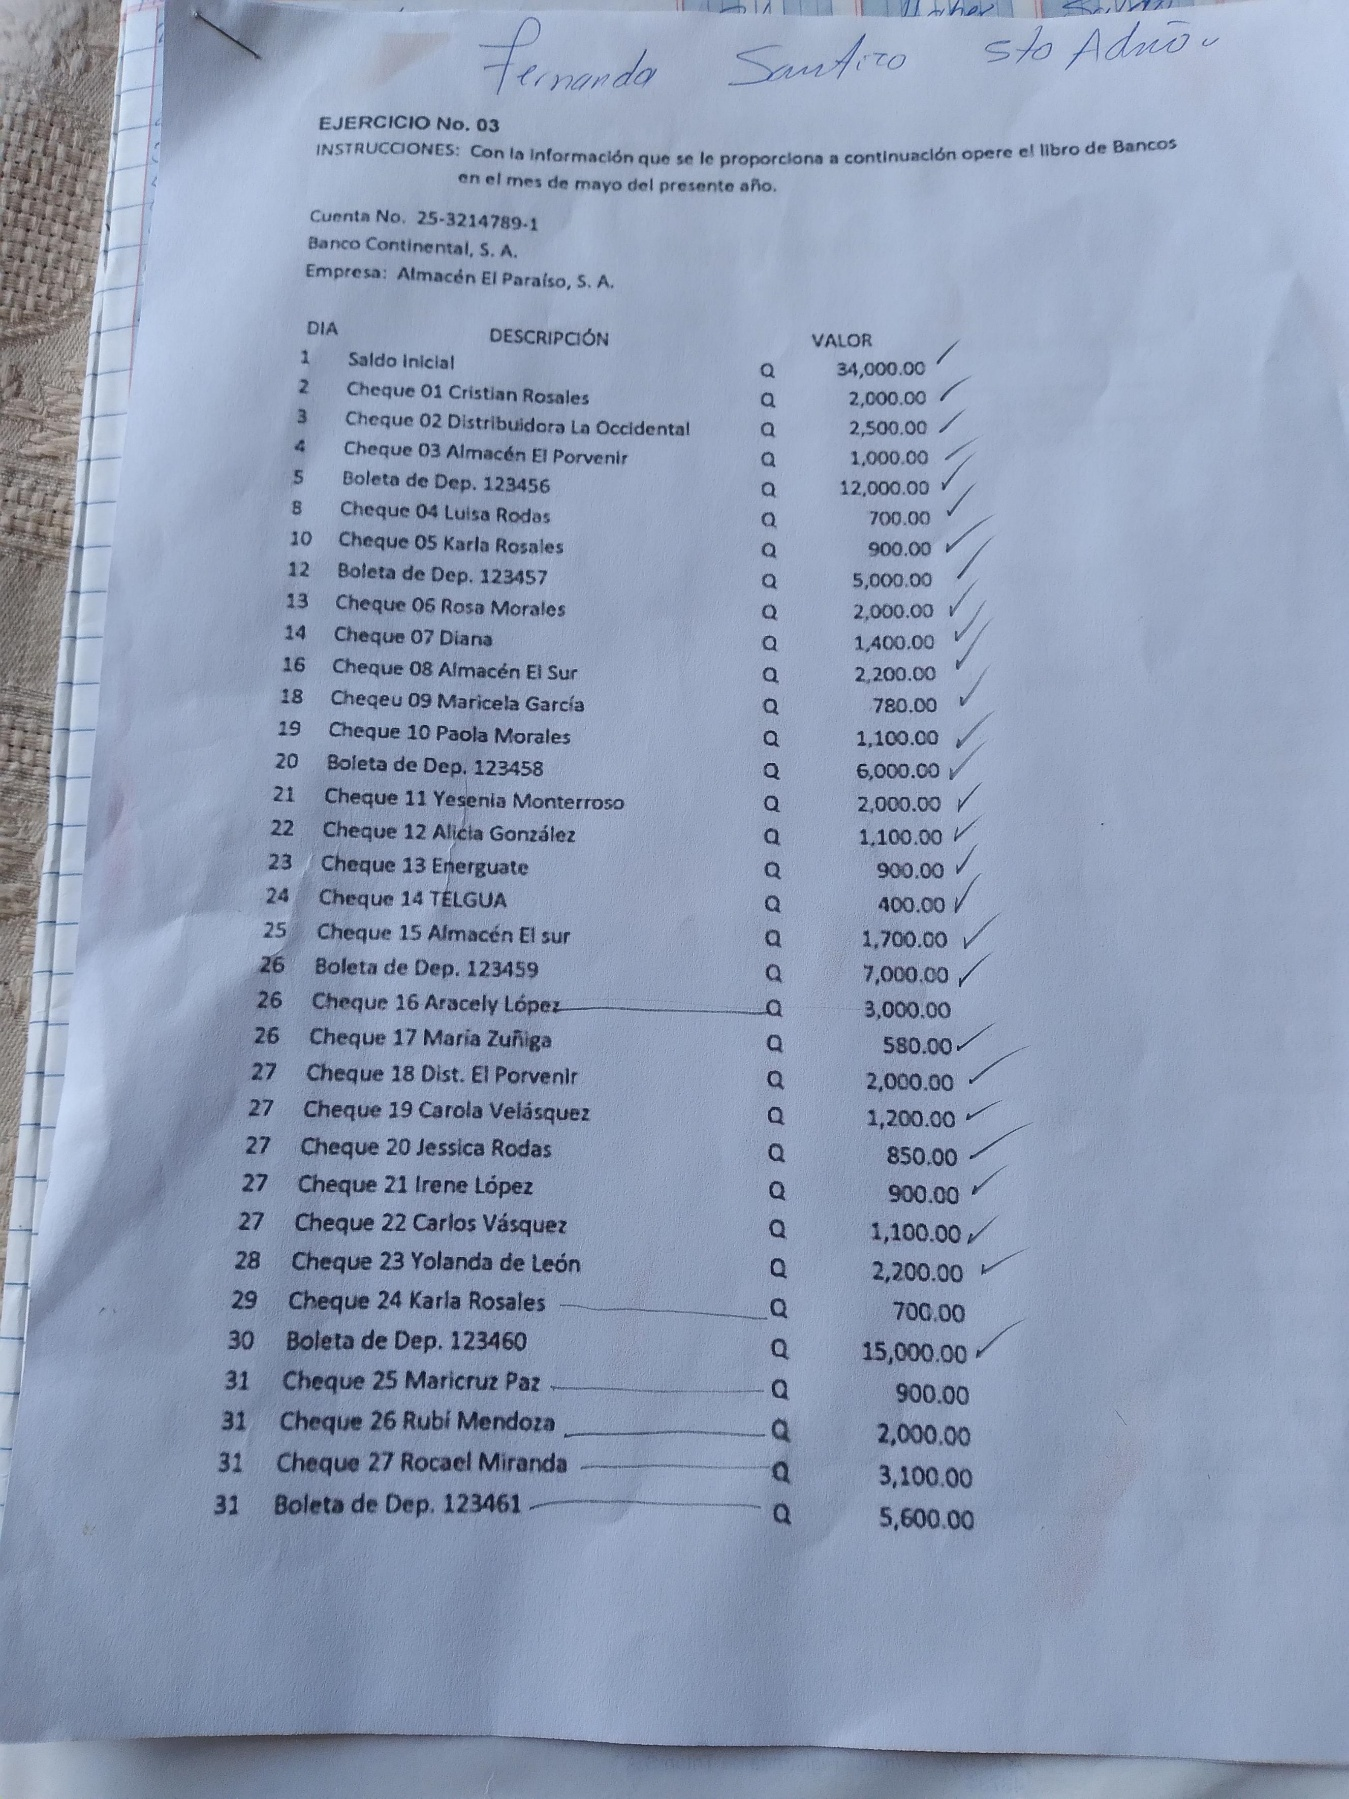 Fernanda Santizo 5to Admó.
EJERCICIO No. 03
INSTRUCCIONES: Con la información que se le proporciona a continuación opere el libro de Bancos
en el mes de mayo del presente año.
Cuenta No. 25-3214789-1
Banco Continental, S. A.
Empresa: Almacén El Paraíso, S. A.
DIA DESCRIPCIÓN VALOR
1 Saldo Inicial Q 34,000.00
2 Cheque 01 Cristian Rosales Q 2,000.00
3 Cheque 02 Distribuidora La Occidental Q 2,500.00
4 Cheque 03 Almacén El Porvenir Q 1,000.00
5 Boleta de Dep. 123456 Q 12,000.00
8 Cheque 04 Luisa Rodas Q 700.00
10 Cheque 05 Karla Rosales Q 900.00
12 Boleta de Dep. 123457 Q 5,000.00
13 Cheque 06 Rosa Morales Q 2,000.00
14 Cheque 07 Diana Q 1,400.00
16 Cheque 08 Almacén El Sur Q 2,200.00
18 Cheqeu 09 Maricela García Q 780.00
19 Cheque 10 Paola Morales Q 1,100.00
20 Boleta de Dep. 123458 Q 6,000.00
21 Cheque 11 Yesenia Monterroso Q 2,000.00
22 Cheque 12 Alicia González Q 1,100.00
23 Cheque 13 Energuate Q 900.00
24 Cheque 14 TELGUA Q 400.00
25 Cheque 15 Almacén El sur Q 1,700.00
26 Boleta de Dep. 123459 Q 7,000.00
26 Cheque 16 Aracely López Q 3,000.00
26 Cheque 17 María Zuñiga Q 580.00
27 Cheque 18 Dist. El Porvenir Q 2,000.00
27 Cheque 19 Carola Velásquez Q 1,200.00
27 Cheque 20 Jessica Rodas Q 850.00
27 Cheque 21 Irene López Q 900.00
27 Cheque 22 Carlos Vásquez Q 1,100.00
28 Cheque 23 Yolanda de León Q 2,200.00
29 Cheque 24 Karla Rosales Q 700.00
30 Boleta de Dep. 123460 Q 15,000.00
31 Cheque 25 Maricruz Paz Q 900.00
31 Cheque 26 Rubí Mendoza Q 2,000.00
31 Cheque 27 Rocael Miranda Q 3,100.00
31 Boleta de Dep. 123461 Q 5,600.00